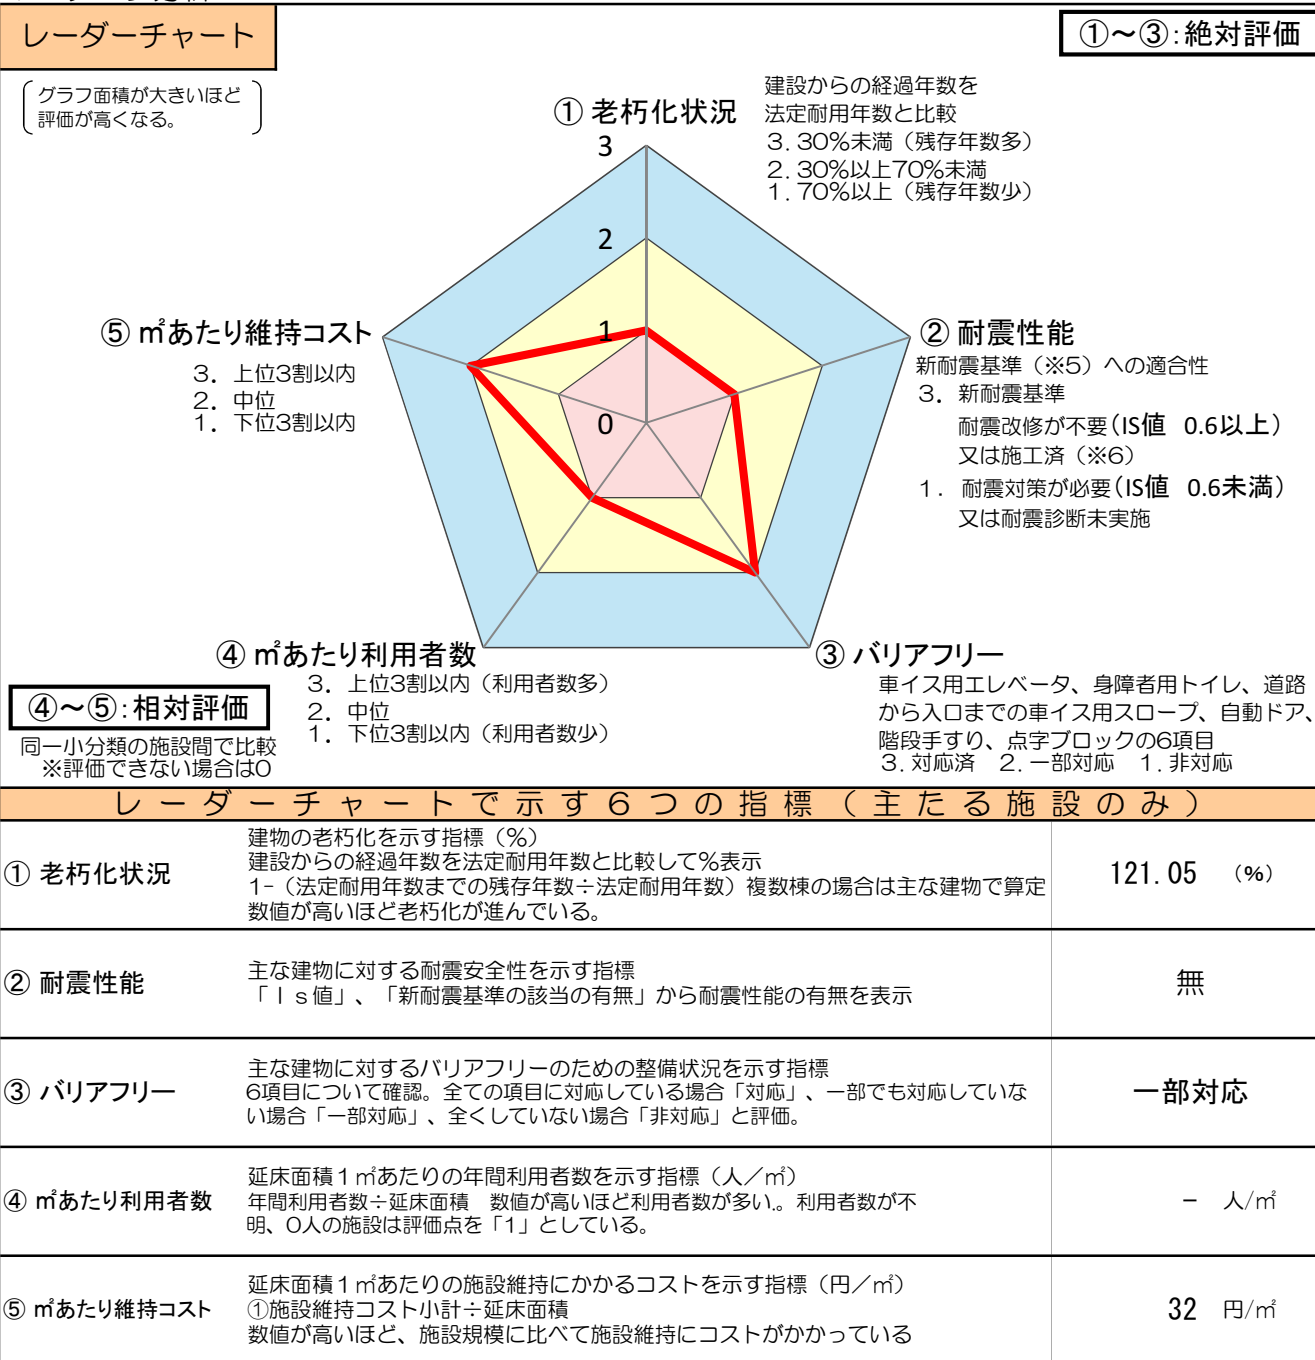 レーダーチャート
①～③：絶対評価
グラフ面積が大きいほど
評価が高くなる。
① 老朽化状況
建設からの経過年数を
法定耐用年数と比較
３．30％未満（残存年数多）
２．30％以上70％未満
１．70％以上（残存年数少）
3
2
1
0
② 耐震性能
新耐震基準（※5）への適合性
３．新耐震基準
耐震改修が不要（IS値 0.6以上）
又は施工済（※6）
１．耐震対策が必要（IS値 0.6未満）
又は耐震診断未実施
⑤ ㎡あたり維持コスト
３．上位3割以内
２．中位
１．下位3割以内
③ バリアフリー
車イス用エレベータ、身障者用トイレ、道路
から入口までの車イス用スロープ、自動ドア、
階段手すり、点字ブロックの6項目
３．対応済 ２．一部対応 １．非対応
④ ㎡あたり利用者数
３．上位3割以内（利用者数多）
２．中位
１．下位3割以内（利用者数少）
④～⑤：相対評価
同一小分類の施設間で比較
※評価できない場合は0
レーダーチャートで示す６つの指標（主たる施設のみ）
① 老朽化状況
建物の老朽化を示す指標（％）
建設からの経過年数を法定耐用年数と比較して％表示
1-（法定耐用年数までの残存年数÷法定耐用年数）複数棟の場合は主な建物で算定
数値が高いほど老朽化が進んでいる。
121.05 （%）
② 耐震性能
主な建物に対する耐震安全性を示す指標
「Ｉｓ値」、「新耐震基準の該当の有無」から耐震性能の有無を表示
無
③ バリアフリー
主な建物に対するバリアフリーのための整備状況を示す指標
6項目について確認。全ての項目に対応している場合「対応」、一部でも対応していな
い場合「一部対応」、全くしていない場合「非対応」と評価。
一部対応
④ ㎡あたり利用者数
延床面積１㎡あたりの年間利用者数を示す指標（人／㎡）
年間利用者数÷延床面積 数値が高いほど利用者数が多い。利用者数が不
明、0人の施設は評価点を「1」としている。
－ 人/㎡
⑤ ㎡あたり維持コスト
延床面積１㎡あたりの施設維持にかかるコストを示す指標（円／㎡）
①施設維持コスト小計÷延床面積
数値が高いほど、施設規模に比べて施設維持にコストがかかっている
32 円/㎡